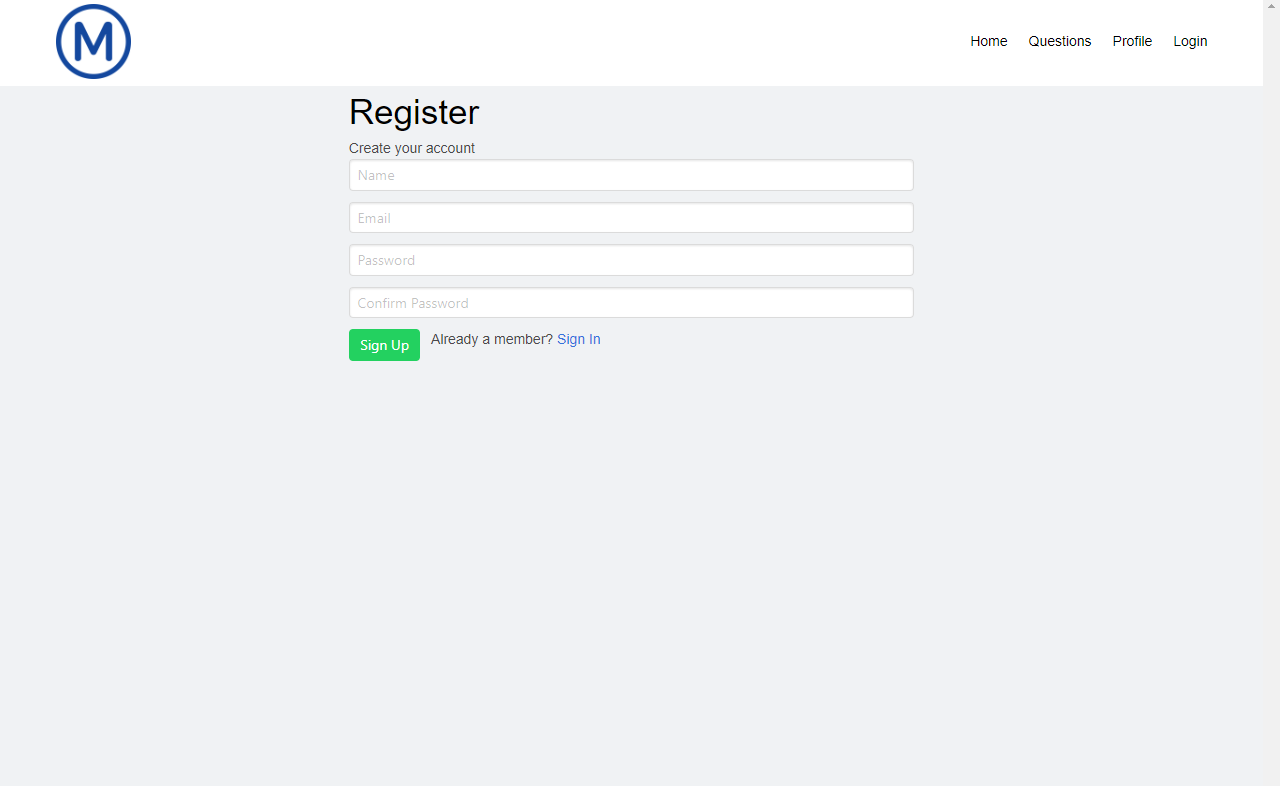 M
Home Questions Profile Login
Register
Create your account
Name
Email
Password
Confirm Password
Sign Up Already a member? Sign In